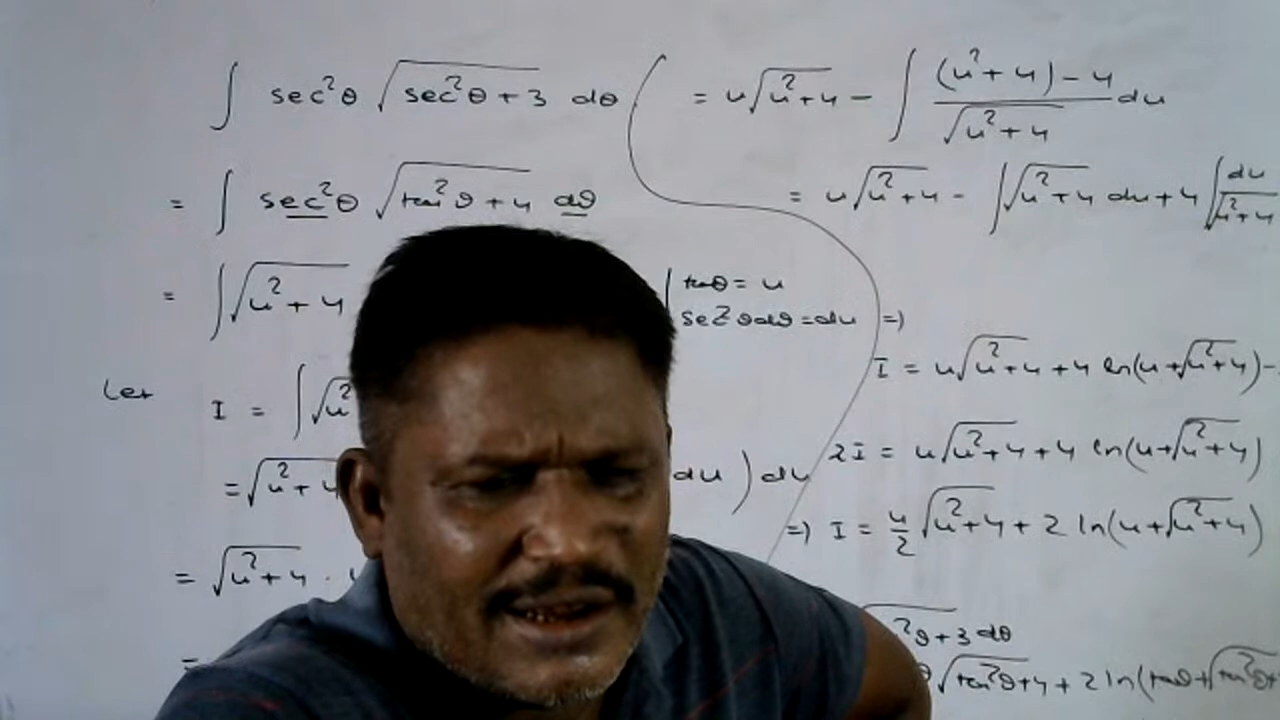 ∫ sec²θ √(sec²θ + 3) dθ
= ∫ sec²θ √(tan²θ + 4) dθ
= ∫ √(u² + 4)
tanθ = u
sec²θdθ = du
Let I = ∫ √u²
= √(u² + 4 du ) du
= √(u² + 4) ·
=
= u√(u² + 4) − ∫ ((u² + 4) − 4)/√(u² + 4) du
= u√(u² + 4) − ∫ √(u² + 4) du + 4 ∫ du/√(u² + 4)
=)
I = u√(u² + 4) + 4 ln(u + √(u² + 4)) −
2I = u√(u² + 4) + 4 ln(u + √(u² + 4))
=) I = u/2 √(u² + 4) + 2 ln(u + √(u² + 4))
²θ + 3 dθ
√(tan²θ + 4) + 2 ln(tanθ + √(tan²θ +